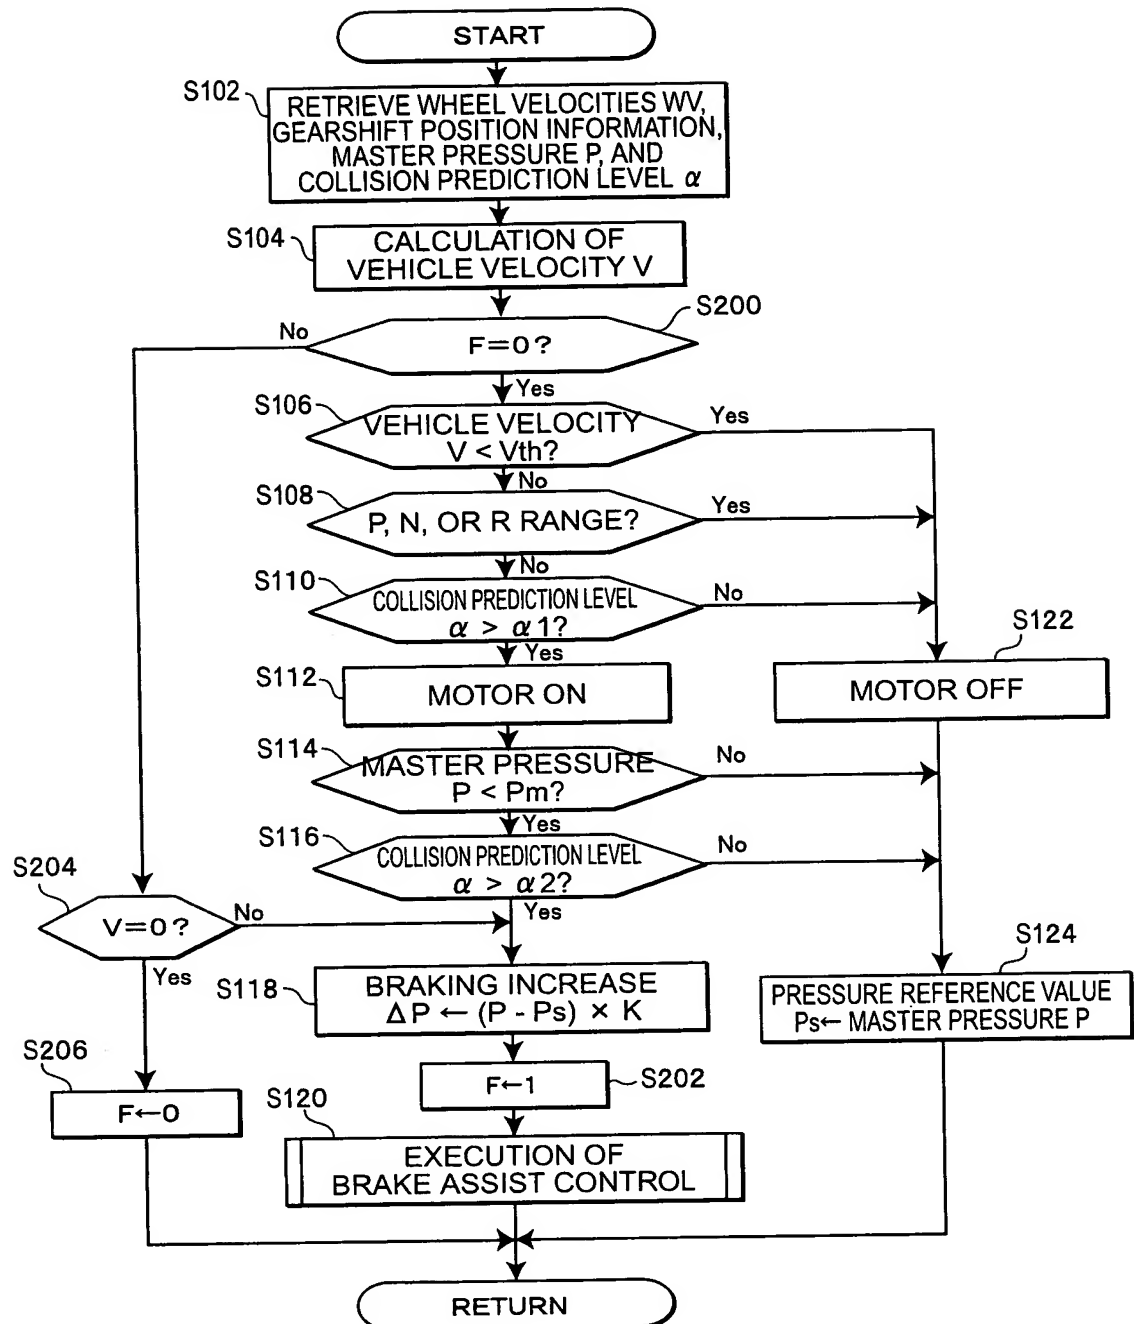 START
S102
RETRIEVE WHEEL VELOCITIES WV,
GEARSHIFT POSITION INFORMATION,
MASTER PRESSURE P, AND
COLLISION PREDICTION LEVEL α
S104
CALCULATION OF
VEHICLE VELOCITY V
S200
No
F=0?
Yes
S106
VEHICLE VELOCITY
V < Vth?
Yes
No
S108
P, N, OR R RANGE?
Yes
No
S110
COLLISION PREDICTION LEVEL
α > α1?
No
Yes
S112
MOTOR ON
S122
MOTOR OFF
S114
MASTER PRESSURE
P < Pm?
No
Yes
S116
COLLISION PREDICTION LEVEL
α > α2?
No
Yes
S204
V=0?
No
Yes
S118
BRAKING INCREASE
ΔP ← (P - Ps) × K
S124
PRESSURE REFERENCE VALUE
Ps← MASTER PRESSURE P
S206
F←0
S202
F←1
S120
EXECUTION OF
BRAKE ASSIST CONTROL
RETURN